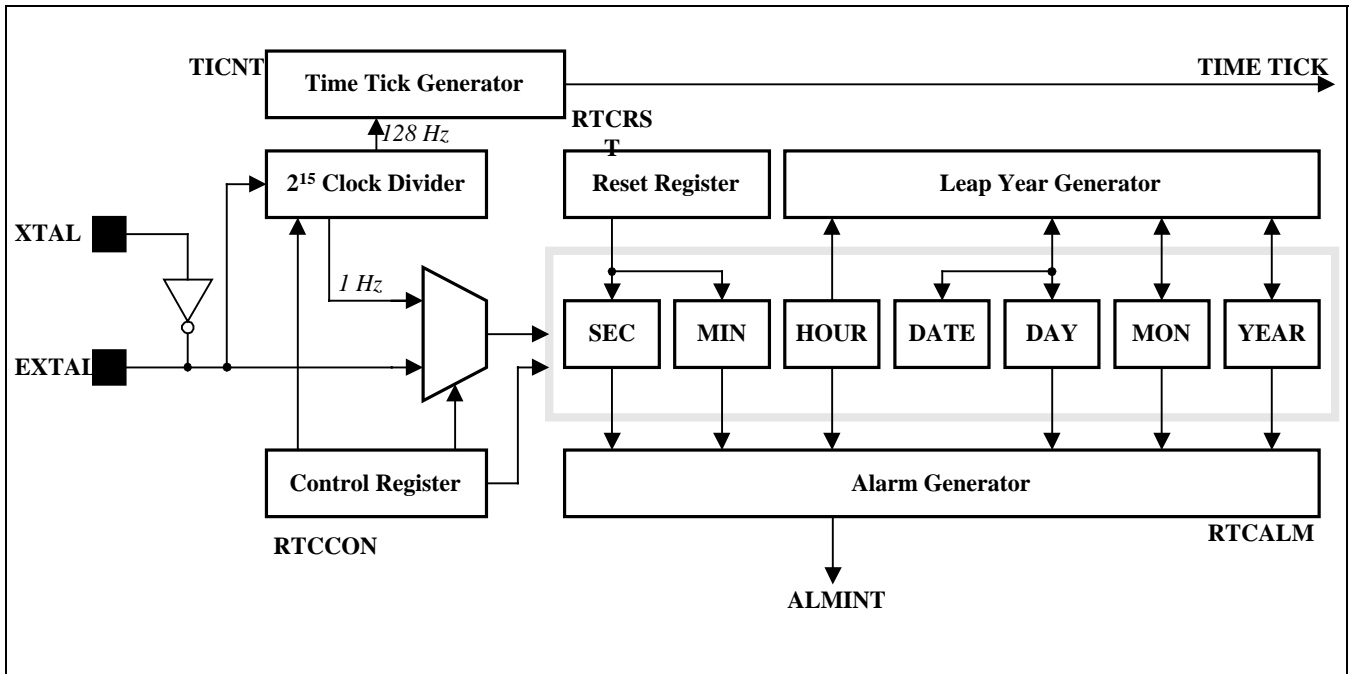 TICNT
Time Tick Generator
TIME TICK
128 Hz
RTCRS
T
2¹⁵ Clock Divider
Reset Register
Leap Year Generator
XTAL
1 Hz
EXTAL
SEC
MIN
HOUR
DATE
DAY
MON
YEAR
Control Register
Alarm Generator
RTCCON
RTCALM
ALMINT